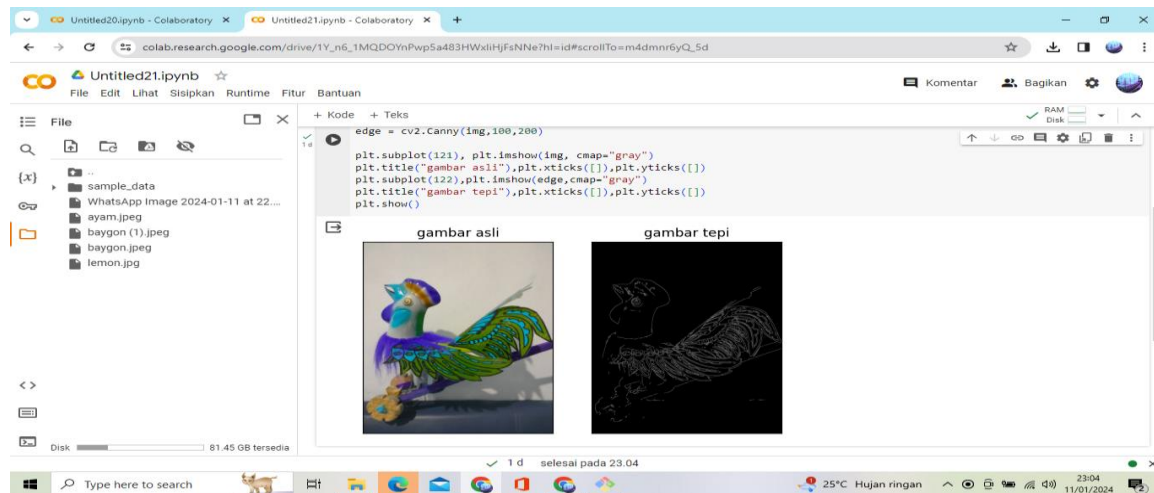 Untitled20.ipynb - Colaboratory
Untitled21.ipynb - Colaboratory
colab.research.google.com/drive/1Y_n6_1MQDOYnPwp5a483HWxliHjFsNNe?hl=id#scrollTo=m4dmnr6yQ_5d
Untitled21.ipynb
Komentar
Bagikan
File Edit Lihat Sisipkan Runtime Fitur Bantuan
File
+ Kode + Teks
RAM
Disk
1 d
edge = cv2.Canny(img,100,200)
plt.subplot(121), plt.imshow(img, cmap="gray")
plt.title("gambar asli"),plt.xticks([]),plt.yticks([])
plt.subplot(122),plt.imshow(edge,cmap="gray")
plt.title("gambar tepi"),plt.xticks([]),plt.yticks([])
plt.show()
{x}
..
sample_data
WhatsApp Image 2024-01-11 at 22....
ayam.jpeg
baygon (1).jpeg
baygon.jpeg
lemon.jpg
gambar asli
gambar tepi
Disk
81.45 GB tersedia
1 d selesai pada 23.04
Type here to search
25°C Hujan ringan
23:04
11/01/2024
2